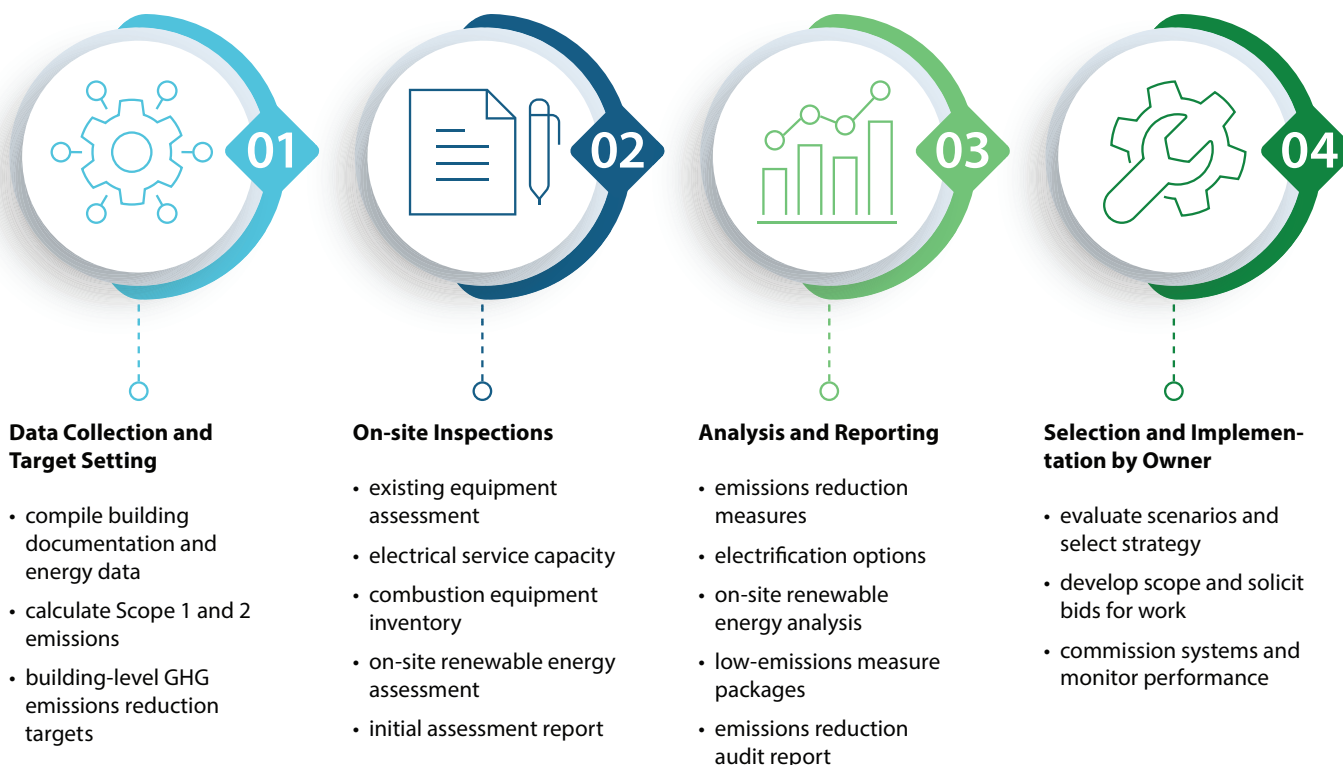 01
Data Collection and
Target Setting
• compile building
documentation and
energy data
• calculate Scope 1 and 2
emissions
• building-level GHG
emissions reduction
targets
02
On-site Inspections
• existing equipment
assessment
• electrical service capacity
• combustion equipment
inventory
• on-site renewable energy
assessment
• initial assessment report
03
Analysis and Reporting
• emissions reduction
measures
• electrification options
• on-site renewable
energy analysis
• low-emissions measure
packages
• emissions reduction
audit report
04
Selection and Implemen-
tation by Owner
• evaluate scenarios and
select strategy
• develop scope and solicit
bids for work
• commission systems and
monitor performance